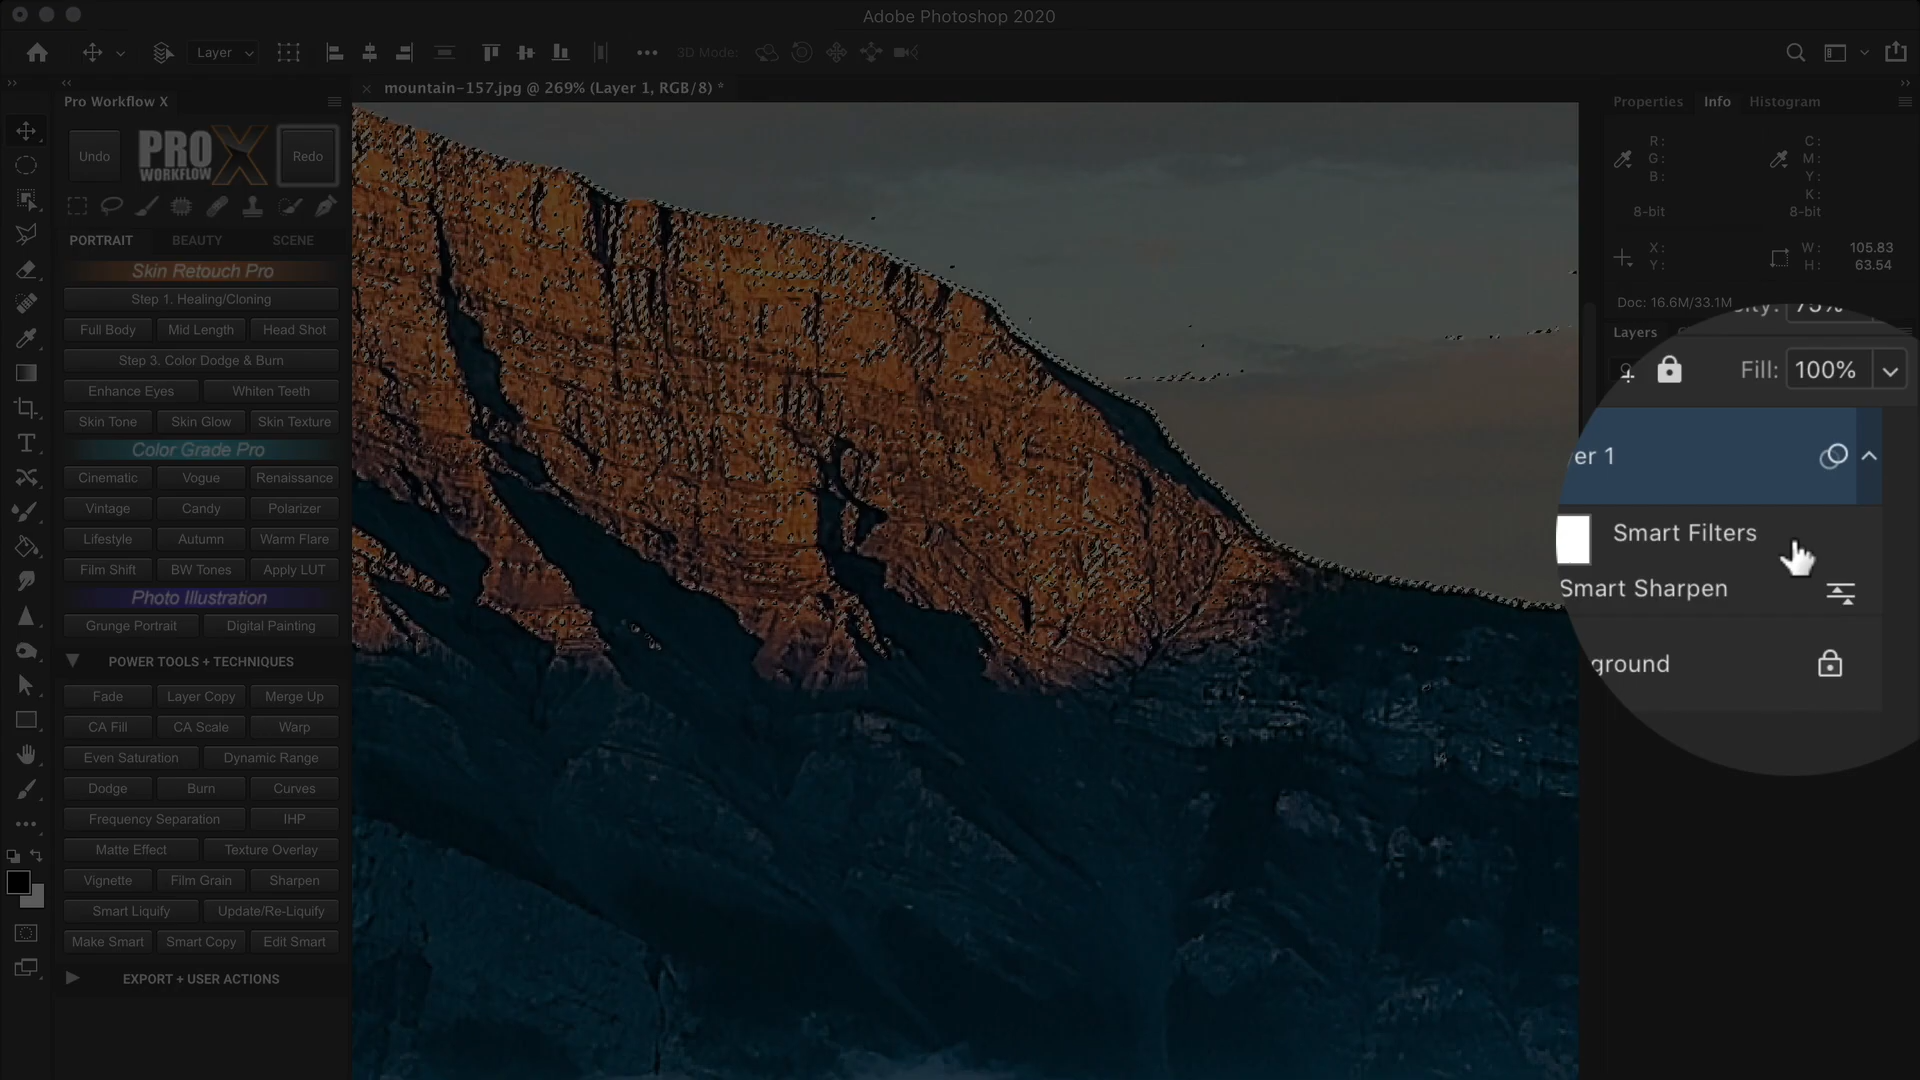 Adobe Photoshop 2020
Layer
3D Mode:
mountain-157.jpg @ 269% (Layer 1, RGB/8) *
Pro Workflow X
Undo
PRO
X
WORKFLOW
Redo
PORTRAIT BEAUTY SCENE
Skin Retouch Pro
Step 1. Healing/Cloning
Full Body Mid Length Head Shot
Step 3. Color Dodge & Burn
Enhance Eyes Whiten Teeth
Skin Tone Skin Glow Skin Texture
Color Grade Pro
Cinematic Vogue Renaissance
Vintage Candy Polarizer
Lifestyle Autumn Warm Flare
Film Shift BW Tones Apply LUT
Photo Illustration
Grunge Portrait Digital Painting
POWER TOOLS + TECHNIQUES
Fade Layer Copy Merge Up
CA Fill CA Scale Warp
Even Saturation Dynamic Range
Dodge Burn Curves
Frequency Separation IHP
Matte Effect Texture Overlay
Vignette Film Grain Sharpen
Smart Liquify Update/Re-Liquify
Make Smart Smart Copy Edit Smart
EXPORT + USER ACTIONS
Properties Info Histogram
R: C:
G: M:
B: Y:
K:
8-bit 8-bit
X: W: 105.83
Y: H: 63.54
Doc: 16.6M/33.1M
Layers
Fill: 100%
er 1
Smart Filters
Smart Sharpen
ground